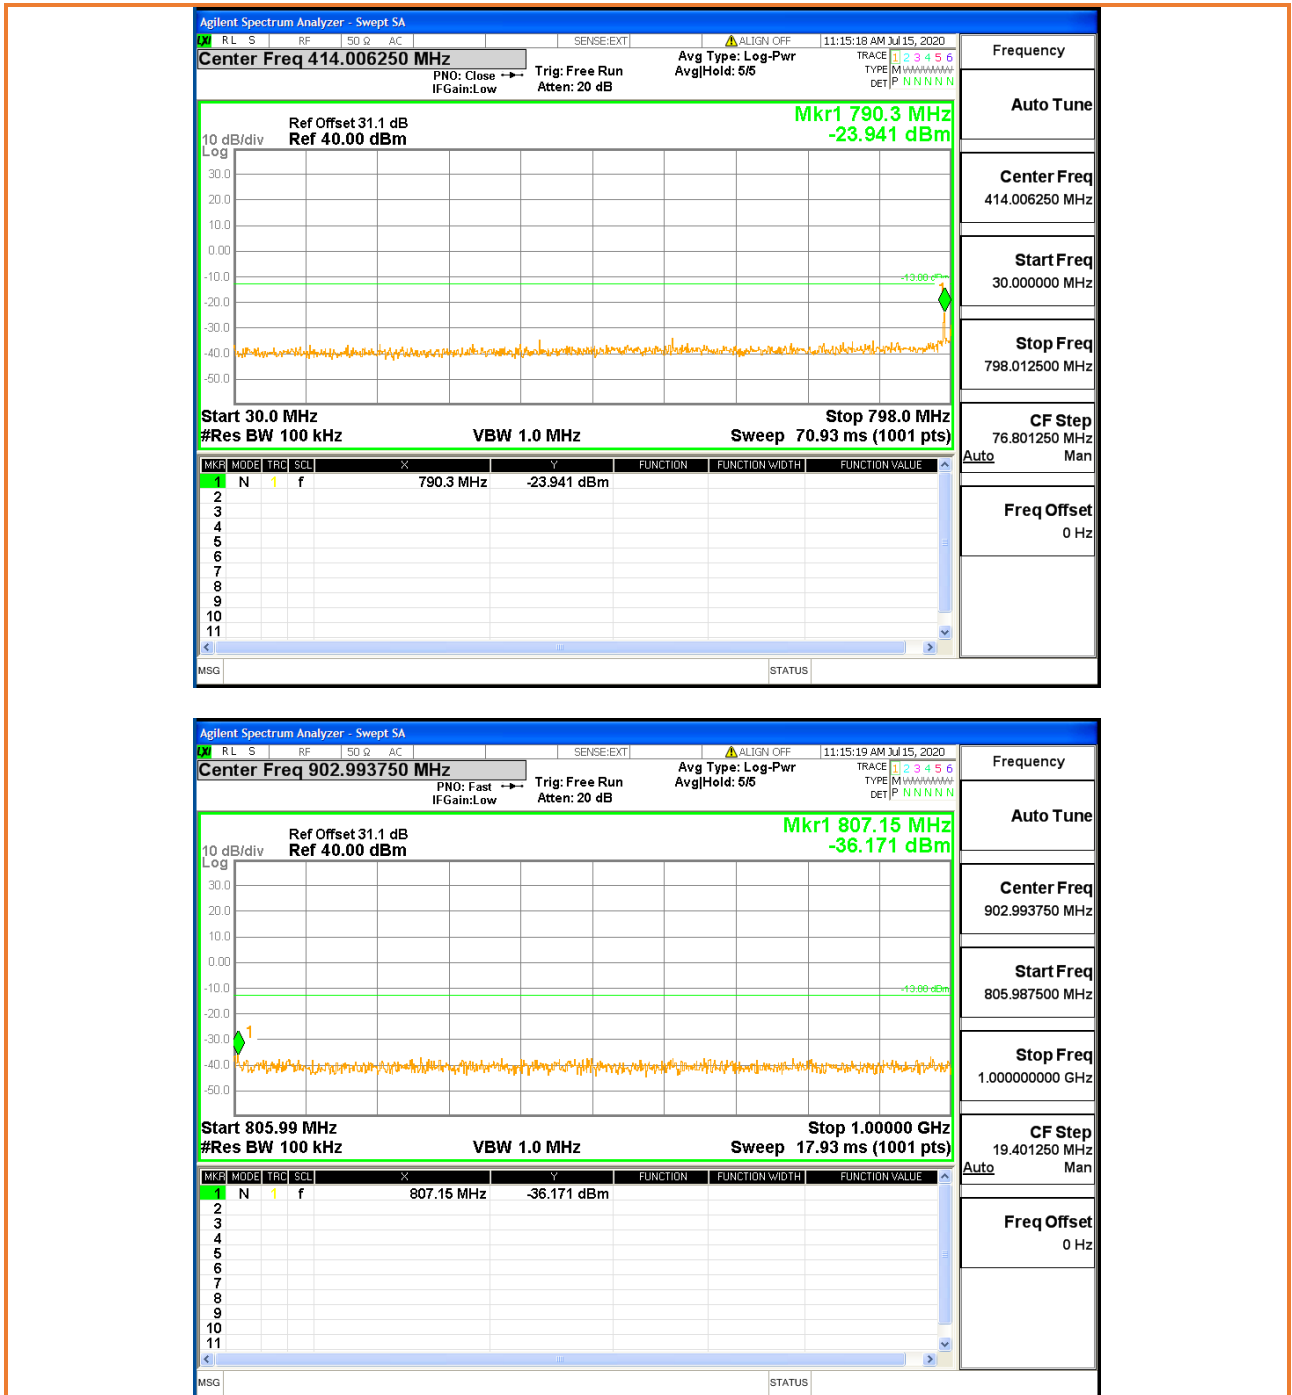 Agilent Spectrum Analyzer - Swept SA
LXI RL S RF 50 Ω AC SENSE:EXT ALIGN OFF 11:15:18 AM Jul 15, 2020
Center Freq 414.006250 MHz
PNO: Close
IFGain:Low
Trig: Free Run
Atten: 20 dB
Avg Type: Log-Pwr
Avg|Hold: 5/5
TRACE 1 2 3 4 5 6
TYPE M
DET P N N N N N
Mkr1 790.3 MHz
-23.941 dBm
Ref Offset 31.1 dB
10 dB/div Ref 40.00 dBm
Log
30.0
20.0
10.0
0.00
-10.0
-13.00 dBm
1
-20.0
-30.0
-40.0
-50.0
Start 30.0 MHz Stop 798.0 MHz
#Res BW 100 kHz VBW 1.0 MHz Sweep 70.93 ms (1001 pts)
MKR MODE TRC SCL X Y FUNCTION FUNCTION WIDTH FUNCTION VALUE
1 N 1 f 790.3 MHz -23.941 dBm
2
3
4
5
6
7
8
9
10
11
MSG STATUS
Frequency
Auto Tune
Center Freq
414.006250 MHz
Start Freq
30.000000 MHz
Stop Freq
798.012500 MHz
CF Step
76.801250 MHz
Auto Man
Freq Offset
0 Hz
Agilent Spectrum Analyzer - Swept SA
LXI RL S RF 50 Ω AC SENSE:EXT ALIGN OFF 11:15:19 AM Jul 15, 2020
Center Freq 902.993750 MHz
PNO: Fast
IFGain:Low
Trig: Free Run
Atten: 20 dB
Avg Type: Log-Pwr
Avg|Hold: 5/5
TRACE 1 2 3 4 5 6
TYPE M
DET P N N N N N
Mkr1 807.15 MHz
-36.171 dBm
Ref Offset 31.1 dB
10 dB/div Ref 40.00 dBm
Log
30.0
20.0
10.0
0.00
-10.0
-13.00 dBm
-20.0
-30.0
1
-40.0
-50.0
Start 805.99 MHz Stop 1.00000 GHz
#Res BW 100 kHz VBW 1.0 MHz Sweep 17.93 ms (1001 pts)
MKR MODE TRC SCL X Y FUNCTION FUNCTION WIDTH FUNCTION VALUE
1 N 1 f 807.15 MHz -36.171 dBm
2
3
4
5
6
7
8
9
10
11
MSG STATUS
Frequency
Auto Tune
Center Freq
902.993750 MHz
Start Freq
805.987500 MHz
Stop Freq
1.000000000 GHz
CF Step
19.401250 MHz
Auto Man
Freq Offset
0 Hz